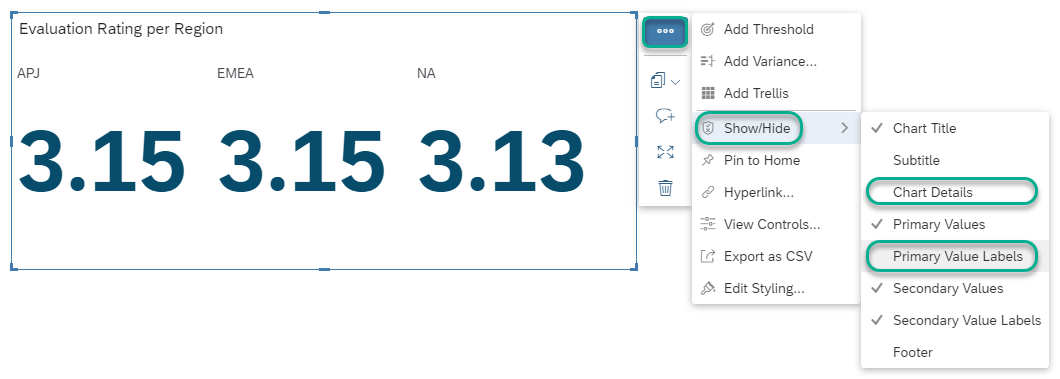 Evaluation Rating per Region
APJ
EMEA
NA
3.15
3.15
3.13
Add Threshold
Add Variance...
Add Trellis
Show/Hide
Pin to Home
Hyperlink...
View Controls...
Export as CSV
Edit Styling...
Chart Title
Subtitle
Chart Details
Primary Values
Primary Value Labels
Secondary Values
Secondary Value Labels
Footer